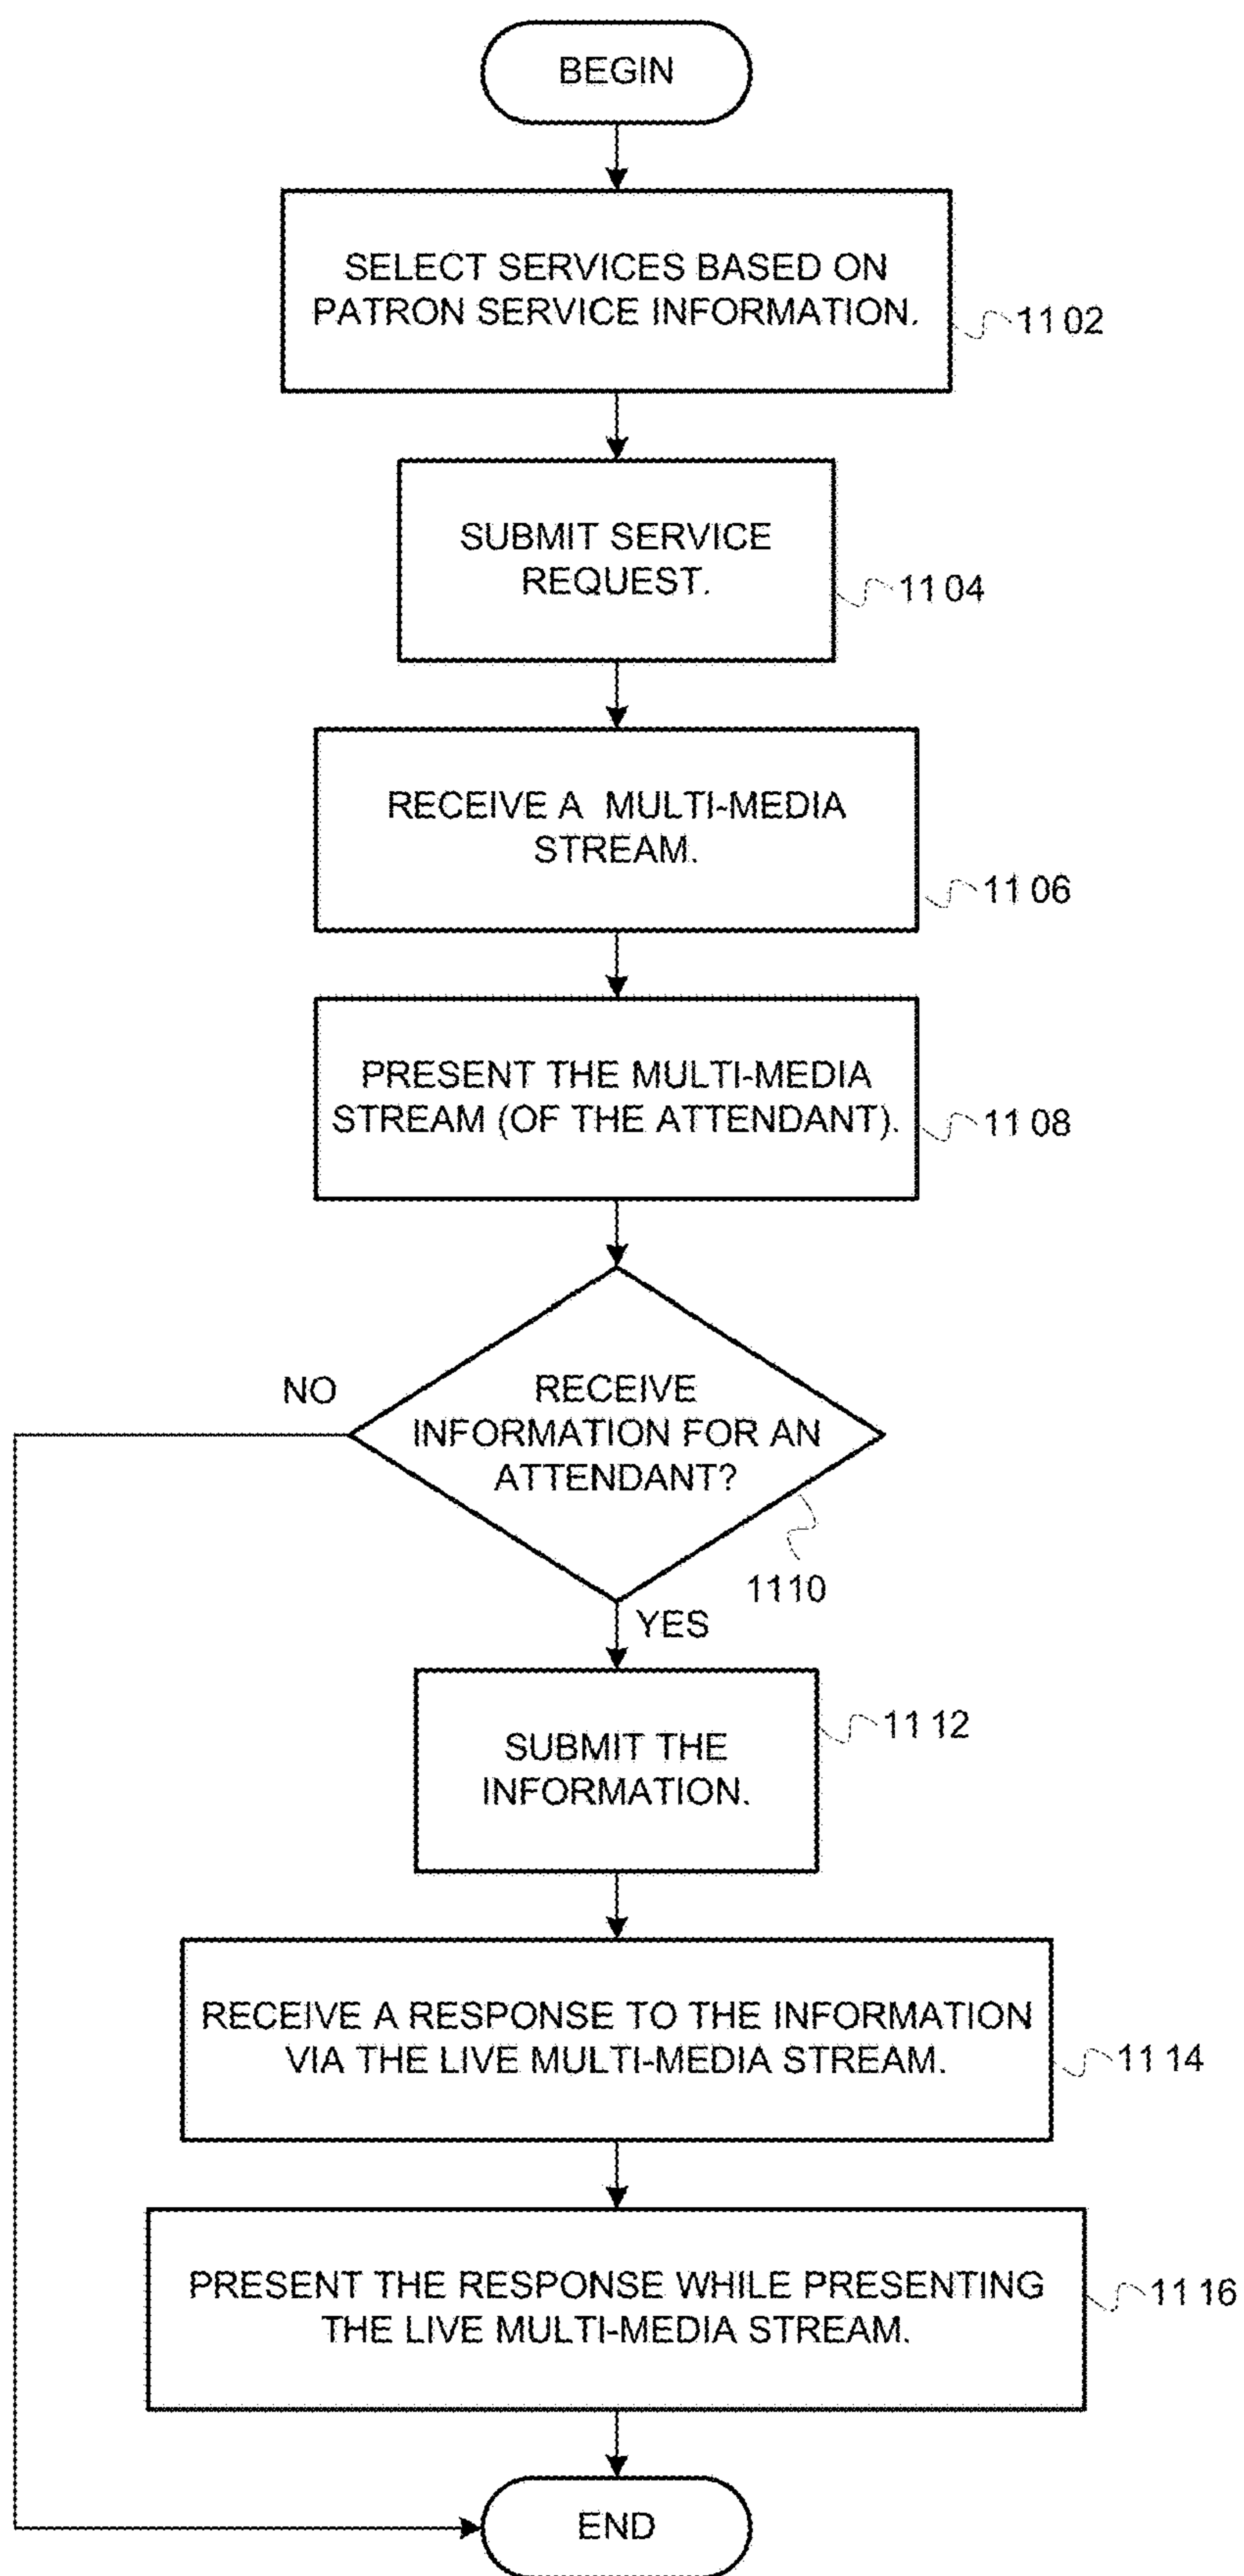 BEGIN
SELECT SERVICES BASED ON
PATRON SERVICE INFORMATION.
1102
SUBMIT SERVICE
REQUEST.
1104
RECEIVE A MULTI-MEDIA
STREAM.
1106
PRESENT THE MULTI-MEDIA
STREAM (OF THE ATTENDANT).
1108
NO
RECEIVE
INFORMATION FOR AN
ATTENDANT?
1110
YES
SUBMIT THE
INFORMATION.
1112
RECEIVE A RESPONSE TO THE INFORMATION
VIA THE LIVE MULTI-MEDIA STREAM.
1114
PRESENT THE RESPONSE WHILE PRESENTING
THE LIVE MULTI-MEDIA STREAM.
1116
END